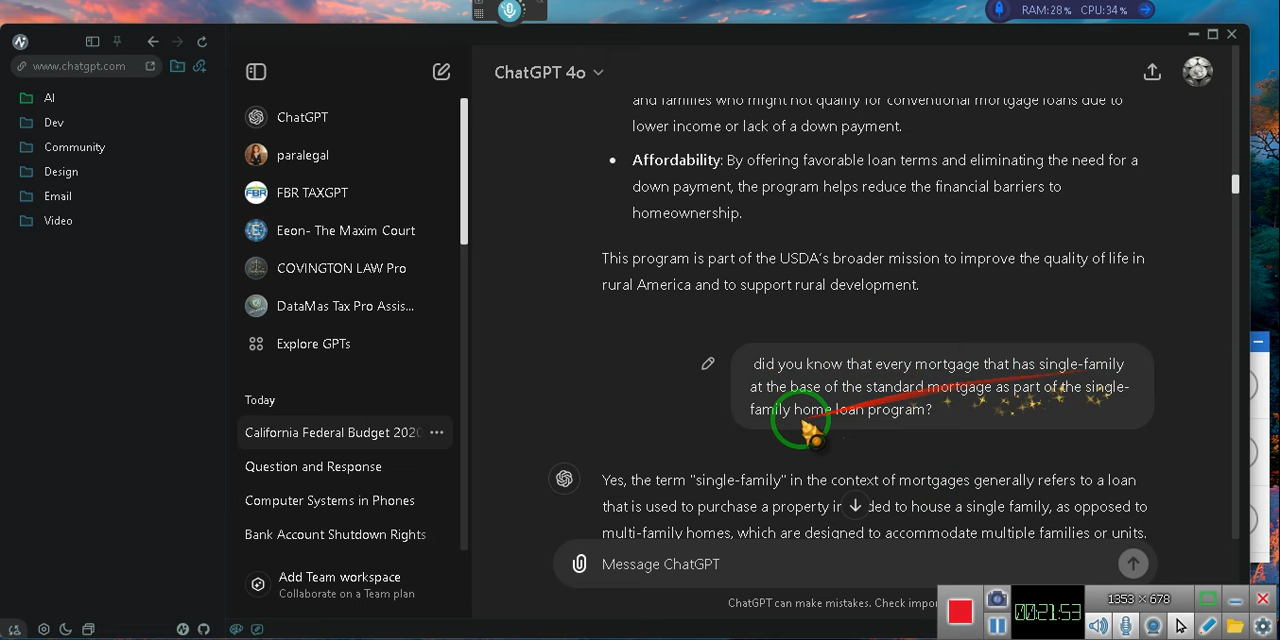 RAM:28% CPU:34%
www.chatgpt.com
AI
Dev
Community
Design
Email
Video
ChatGPT
paralegal
FBR
FBR TAXGPT
Eeon- The Maxim Court
COVINGTON LAW Pro
DataMas Tax Pro Assis...
Explore GPTs
Today
California Federal Budget 2020
Question and Response
Computer Systems in Phones
Bank Account Shutdown Rights
Add Team workspace
Collaborate on a Team plan
ChatGPT 4o
and families who might not qualify for conventional mortgage loans due to
lower income or lack of a down payment.
• Affordability: By offering favorable loan terms and eliminating the need for a
down payment, the program helps reduce the financial barriers to
homeownership.
This program is part of the USDA's broader mission to improve the quality of life in
rural America and to support rural development.
did you know that every mortgage that has single-family
at the base of the standard mortgage as part of the single-
family home loan program?
Yes, the term "single-family" in the context of mortgages generally refers to a loan
that is used to purchase a property in ded to house a single family, as opposed to
multi-family homes, which are designed to accommodate multiple families or units.
Message ChatGPT
ChatGPT can make mistakes. Check impor
1353 × 678
00:21:53